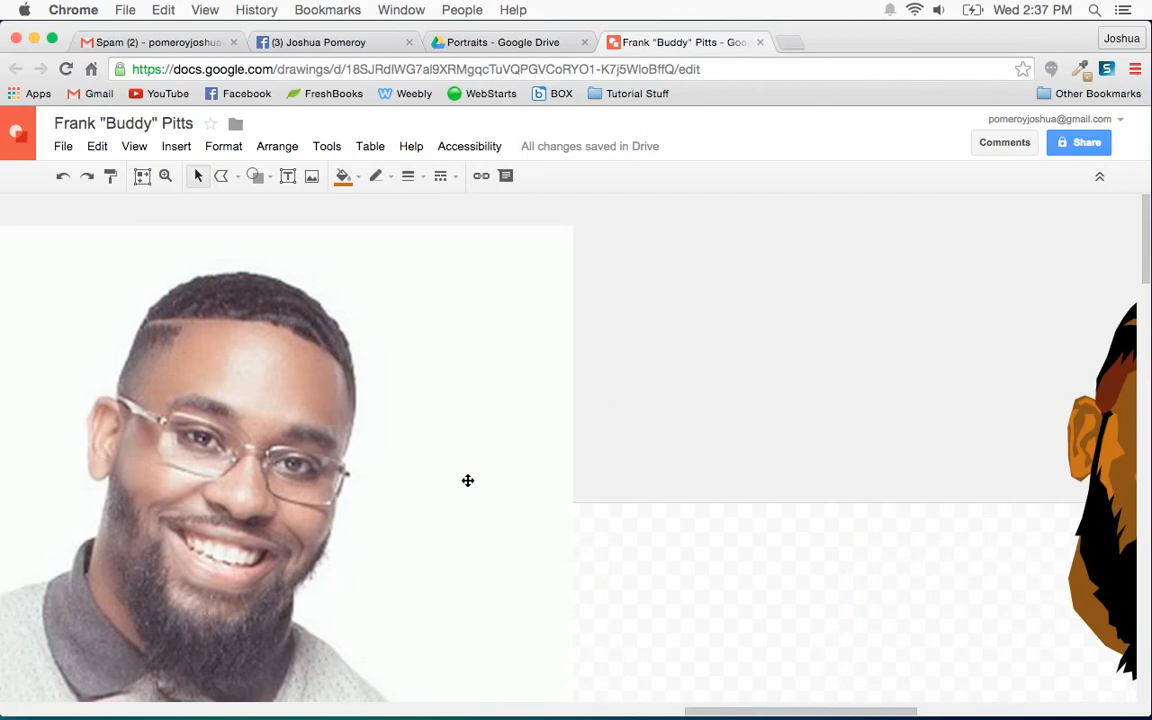 Chrome File Edit View History Bookmarks Window People Help Wed 2:37 PM
Spam (2) - pomeroyjoshua (3) Joshua Pomeroy Portraits - Google Drive Frank "Buddy" Pitts - Goo Joshua
https://docs.google.com/drawings/d/18SJRdlWG7al9XRMgqcTuVQPGVCoRYO1-K7j5WloBffQ/edit
Apps Gmail YouTube Facebook FreshBooks Weebly WebStarts BOX Tutorial Stuff Other Bookmarks
Frank "Buddy" Pitts pomeroyjoshua@gmail.com
File Edit View Insert Format Arrange Tools Table Help Accessibility All changes saved in Drive Comments Share